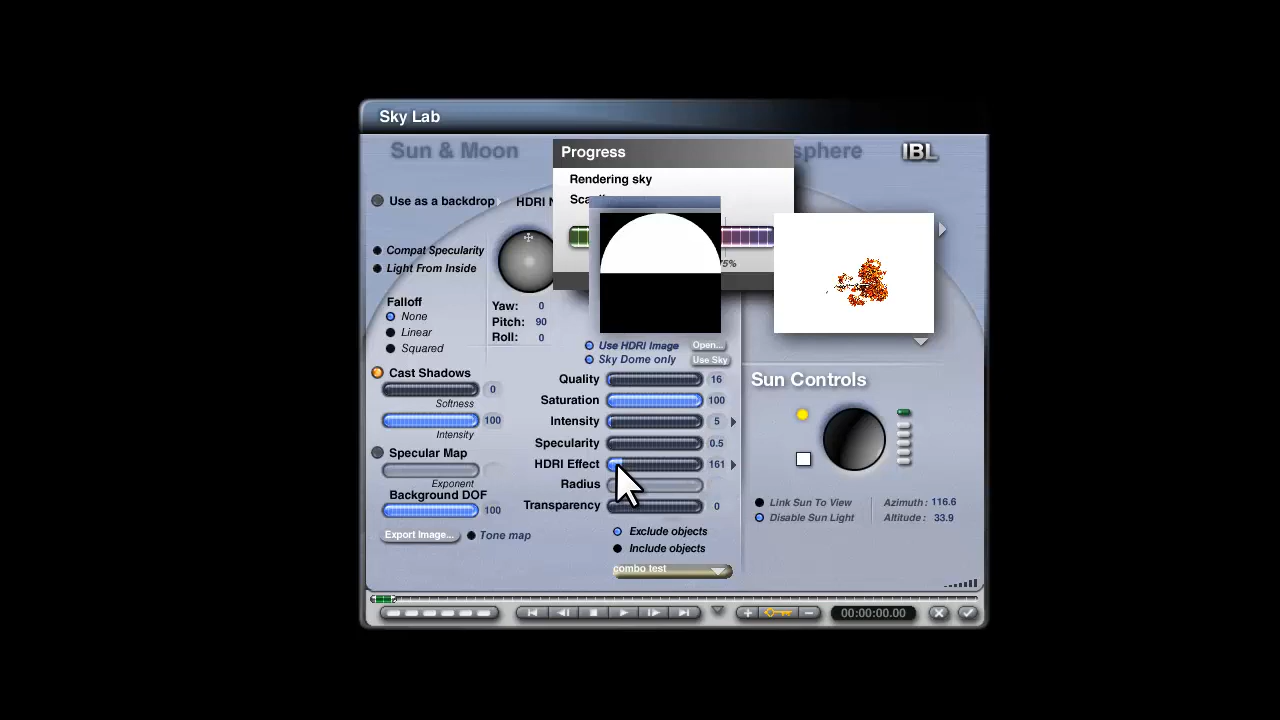 Sky Lab
Sun & Moon
sphere
IBL
Progress
Rendering sky
Use as a backdrop
HDRI
75%
Compat Specularity
Light From Inside
Falloff
None
Linear
Squared
Yaw: 0
Pitch: 90
Roll: 0
Use HDRI Image Open...
Sky Dome only Use Sky
Cast Shadows
0
Softness
100
Intensity
Specular Map
Exponent
Background DOF
100
Export Image... Tone map
Quality 16
Saturation 100
Intensity 5
Specularity 0.5
HDRI Effect 161
Radius
Transparency 0
Exclude objects
Include objects
combo test
Sun Controls
Link Sun To View
Disable Sun Light
Azimuth: 116.6
Altitude: 33.9
00:00:00.00